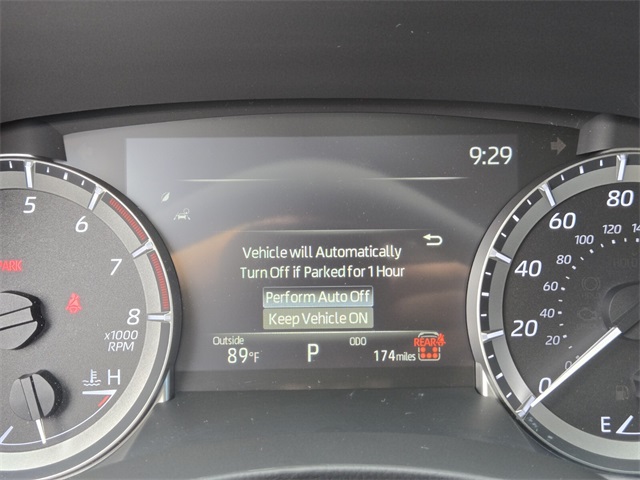 9:29
Vehicle will Automatically
Turn Off if Parked for 1 Hour
Perform Auto Off
Keep Vehicle ON
Outside
89°F
P
ODO
174 miles
REAR
5
6
7
8
x1000
RPM
H
80
60
40
20
0
100
120
80
60
40
20
E